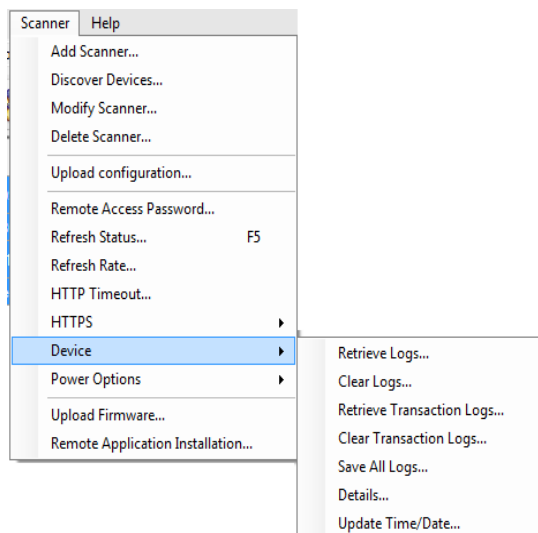 Scanner Help
Add Scanner...
Discover Devices...
Modify Scanner...
Delete Scanner...
Upload configuration...
Remote Access Password...
Refresh Status... F5
Refresh Rate...
HTTP Timeout...
HTTPS
Device
Power Options
Upload Firmware...
Remote Application Installation...
Retrieve Logs...
Clear Logs...
Retrieve Transaction Logs...
Clear Transaction Logs...
Save All Logs...
Details...
Update Time/Date...